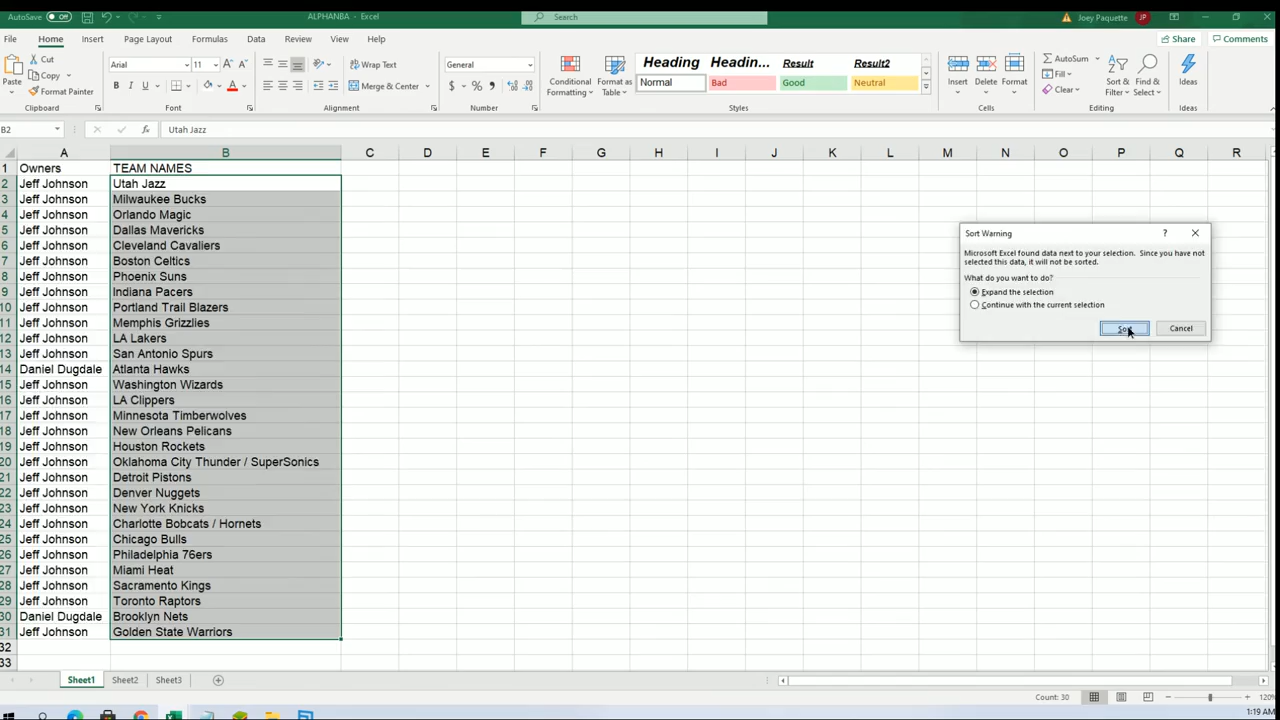 AutoSave Off ALPHANBA - Excel Search Joey Paquette JP
File Home Insert Page Layout Formulas Data Review View Help Share Comments
Cut Arial 11 Wrap Text General Heading Headin... Result Result2 AutoSum
Copy Fill
Paste Format Painter Merge & Center Conditional Formatting Format as Table Normal Bad Good Neutral Insert Delete Format Clear Sort & Filter Find & Select Ideas
Clipboard Font Alignment Number Styles Cells Editing Ideas
B2 fx Utah Jazz
A B C D E F G H I J K L M N O P Q R
1 Owners TEAM NAMES
2 Jeff Johnson Utah Jazz
3 Jeff Johnson Milwaukee Bucks
4 Jeff Johnson Orlando Magic
5 Jeff Johnson Dallas Mavericks
6 Jeff Johnson Cleveland Cavaliers
7 Jeff Johnson Boston Celtics
8 Jeff Johnson Phoenix Suns
9 Jeff Johnson Indiana Pacers
10 Jeff Johnson Portland Trail Blazers
11 Jeff Johnson Memphis Grizzlies
12 Jeff Johnson LA Lakers
13 Jeff Johnson San Antonio Spurs
14 Daniel Dugdale Atlanta Hawks
15 Jeff Johnson Washington Wizards
16 Jeff Johnson LA Clippers
17 Jeff Johnson Minnesota Timberwolves
18 Jeff Johnson New Orleans Pelicans
19 Jeff Johnson Houston Rockets
20 Jeff Johnson Oklahoma City Thunder / SuperSonics
21 Jeff Johnson Detroit Pistons
22 Jeff Johnson Denver Nuggets
23 Jeff Johnson New York Knicks
24 Jeff Johnson Charlotte Bobcats / Hornets
25 Jeff Johnson Chicago Bulls
26 Jeff Johnson Philadelphia 76ers
27 Jeff Johnson Miami Heat
28 Jeff Johnson Sacramento Kings
29 Jeff Johnson Toronto Raptors
30 Daniel Dugdale Brooklyn Nets
31 Jeff Johnson Golden State Warriors
32
33
Sort Warning ?
Microsoft Excel found data next to your selection. Since you have not
selected this data, it will not be sorted.
What do you want to do?
Expand the selection
Continue with the current selection
Sort Cancel
Sheet1 Sheet2 Sheet3
Count: 30 120%
1:19 AM